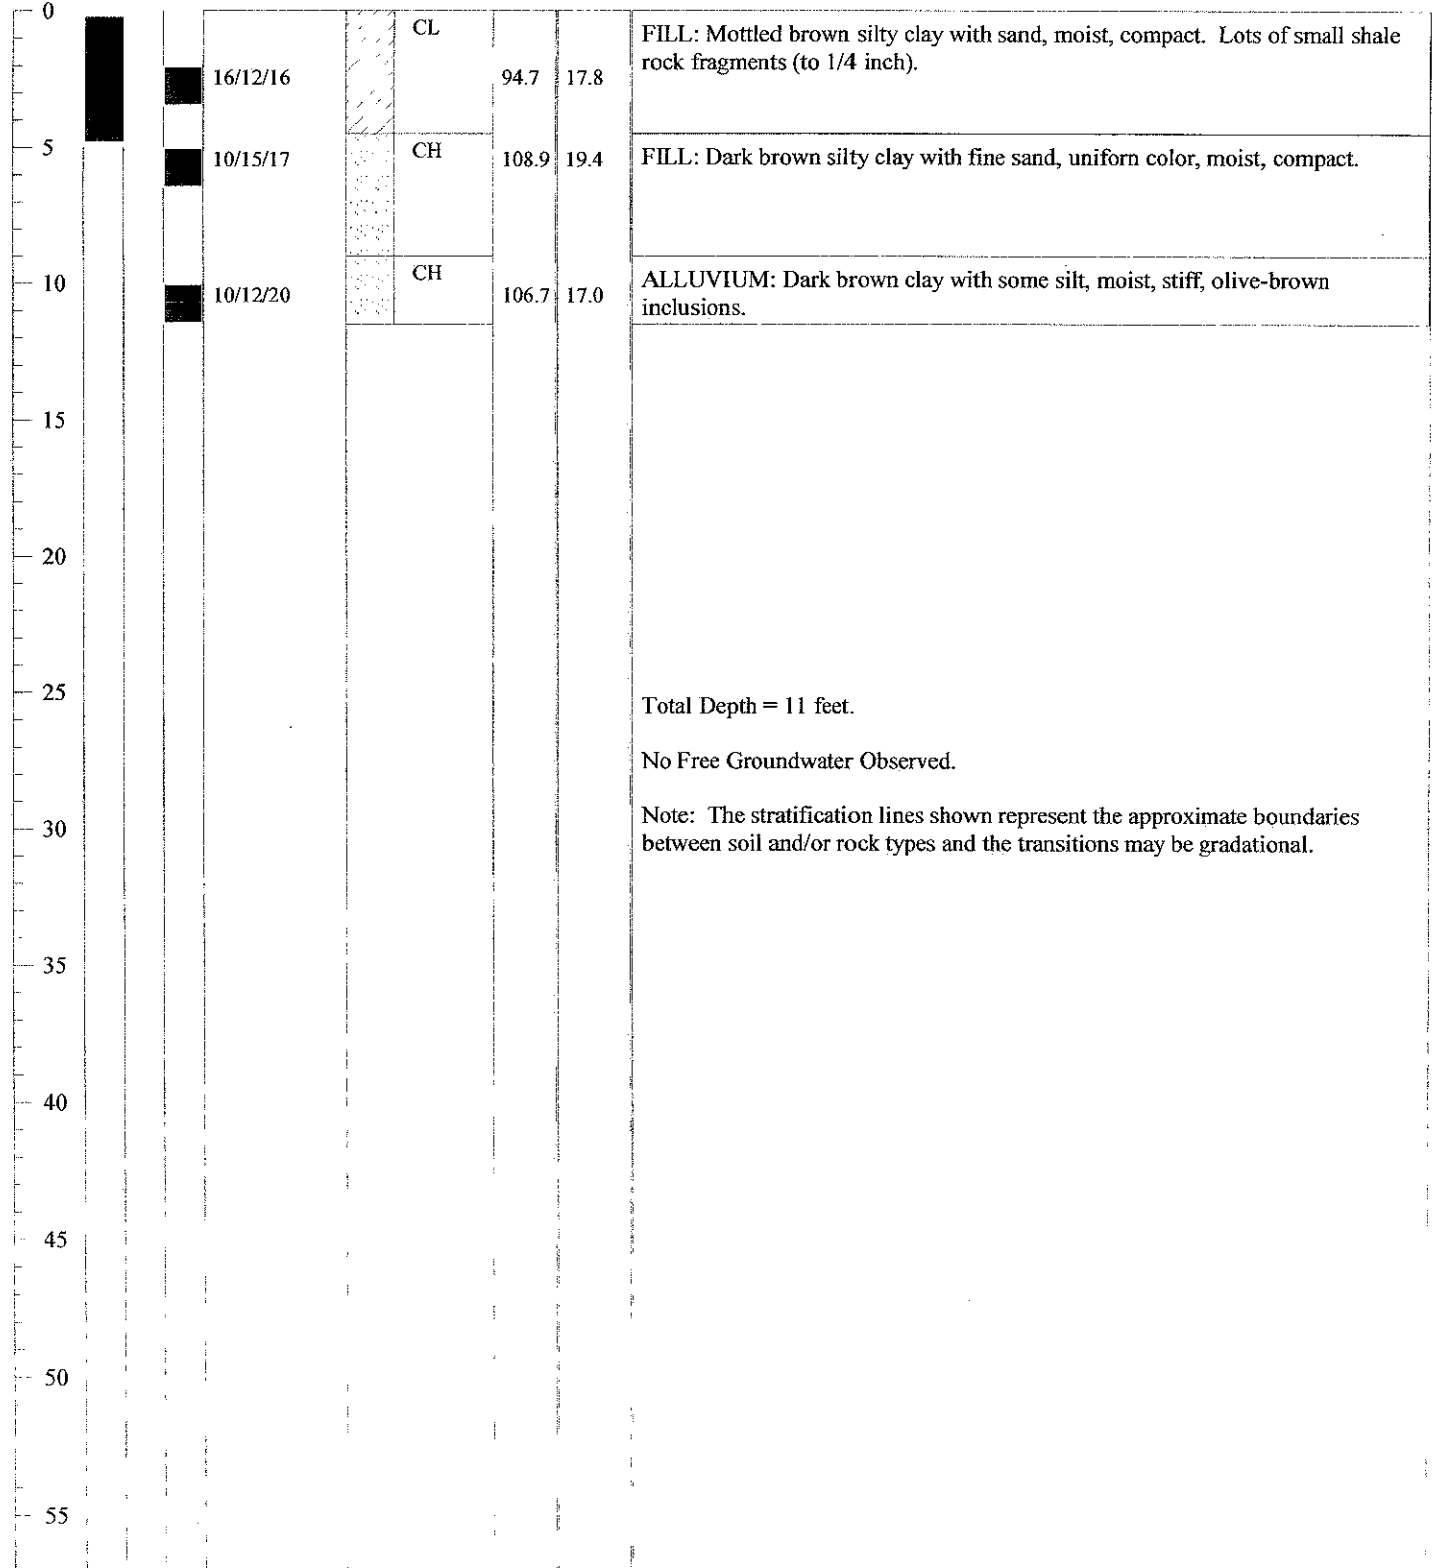 0
CL
FILL: Mottled brown silty clay with sand, moist, compact. Lots of small shale
rock fragments (to 1/4 inch).
16/12/16 94.7 17.8
5
10/15/17 CH 108.9 19.4 FILL: Dark brown silty clay with fine sand, uniforn color, moist, compact.
CH
10
10/12/20 106.7 17.0
ALLUVIUM: Dark brown clay with some silt, moist, stiff, olive-brown
inclusions.
15
20
25
Total Depth = 11 feet.
No Free Groundwater Observed.
30
Note: The stratification lines shown represent the approximate boundaries
between soil and/or rock types and the transitions may be gradational.
35
40
45
50
55